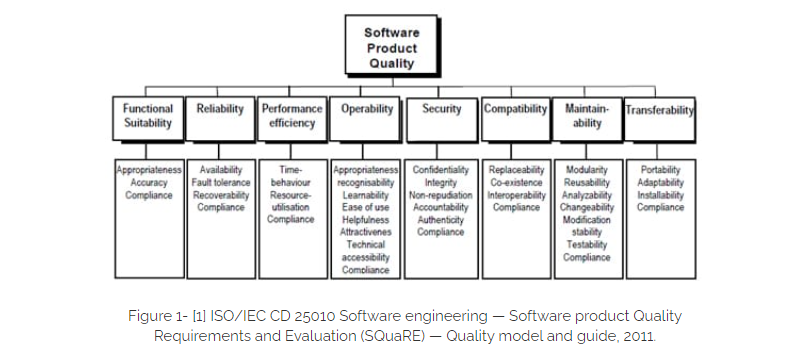 Software
Product
Quality
Functional
Suitability
Reliability
Performance
efficiency
Operability
Security
Compatibility
Maintain-
ability
Transferability
Appropriateness
Accuracy
Compliance
Availability
Fault tolerance
Recoverability
Compliance
Time-
behaviour
Resource-
utilisation
Compliance
Appropriateness
recognisability
Learnability
Ease of use
Helpfulness
Attractivenes
Technical
accessibility
Compliance
Confidentiality
Integrity
Non-repudiation
Accountability
Authenticity
Compliance
Replaceability
Co-existence
Interoperability
Compliance
Modularity
Reusability
Analyzability
Changeability
Modification
stability
Testability
Compliance
Portability
Adaptability
Installability
Compliance
Figure 1- [1] ISO/IEC CD 25010 Software engineering — Software product Quality
Requirements and Evaluation (SQuaRE) — Quality model and guide, 2011.